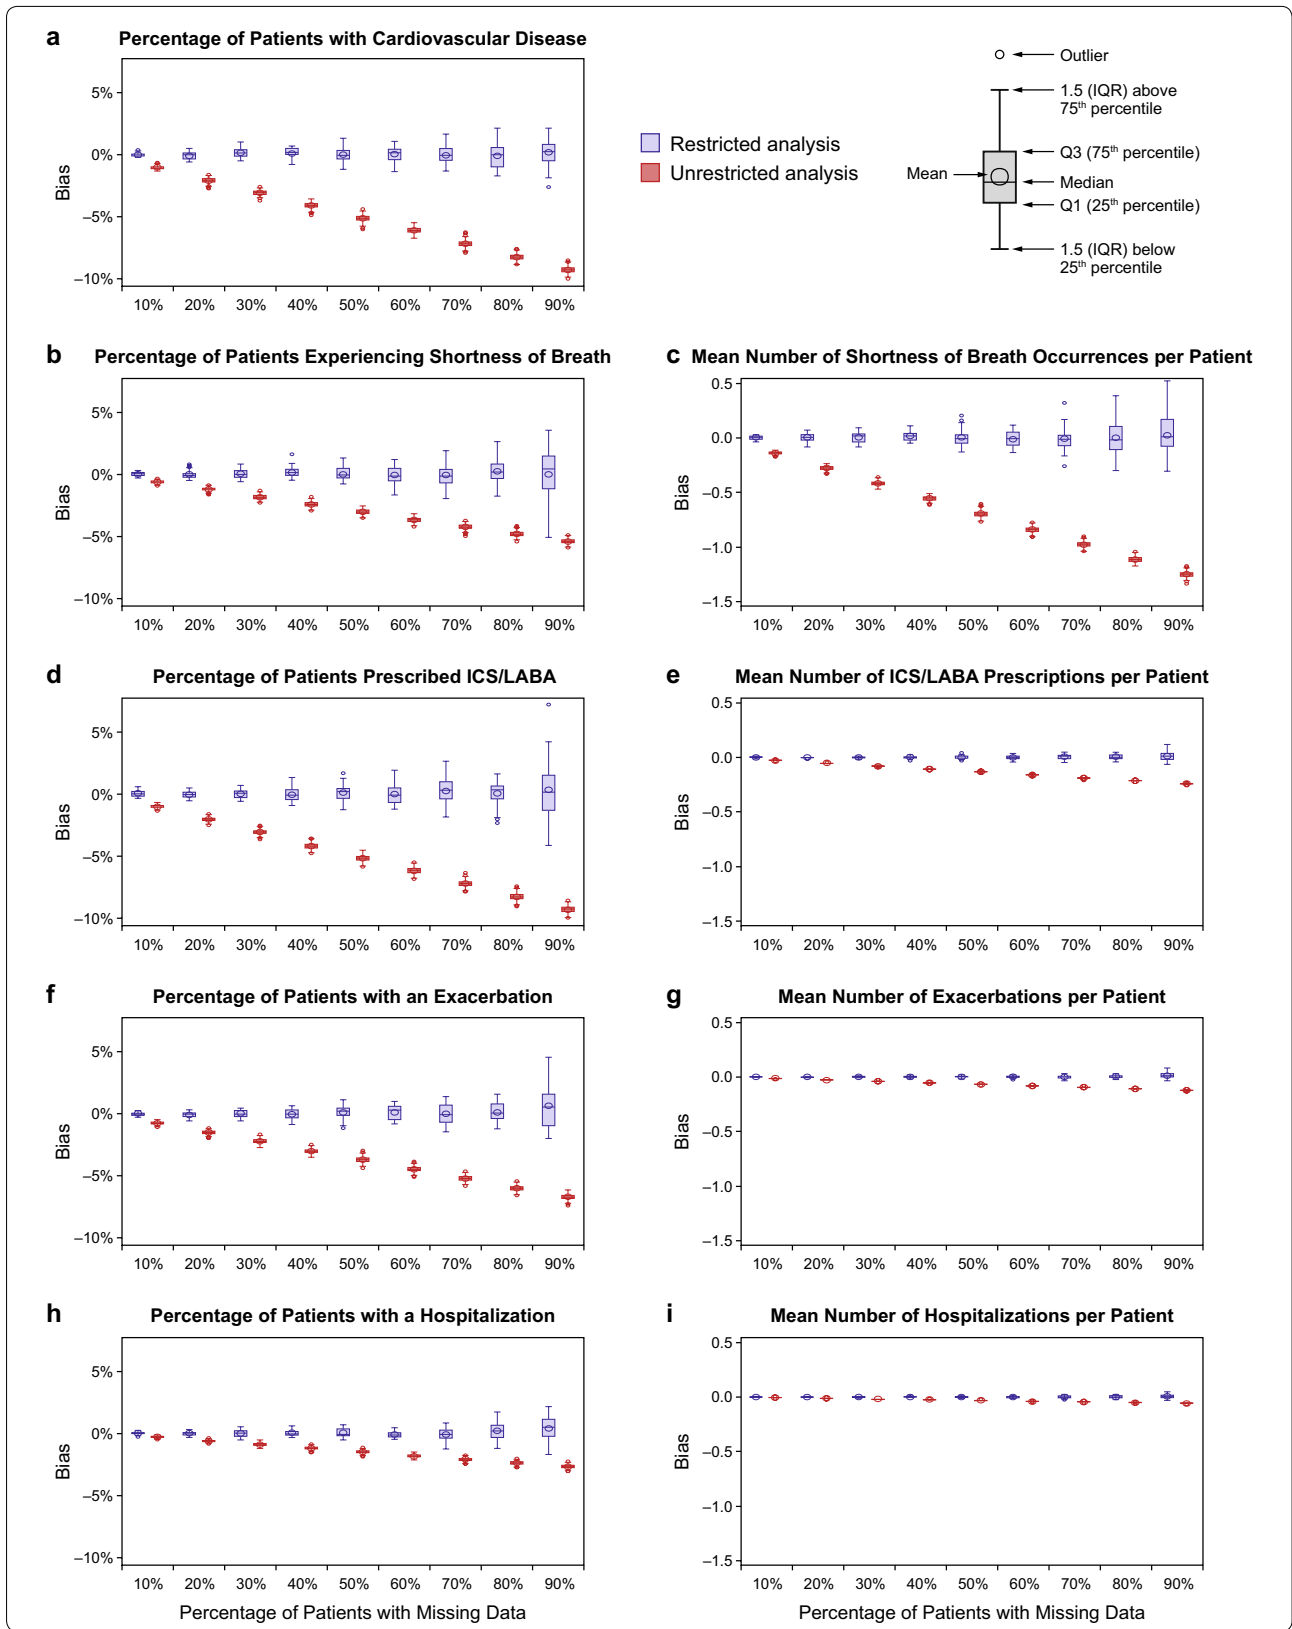 a Percentage of Patients with Cardiovascular Disease
5%
0%
–5%
–10%
Bias
10% 20% 30% 40% 50% 60% 70% 80% 90%
Restricted analysis
Unrestricted analysis
Outlier
1.5 (IQR) above
75th percentile
Q3 (75th percentile)
Mean
Median
Q1 (25th percentile)
1.5 (IQR) below
25th percentile
b Percentage of Patients Experiencing Shortness of Breath
5%
0%
–5%
–10%
Bias
10% 20% 30% 40% 50% 60% 70% 80% 90%
c Mean Number of Shortness of Breath Occurrences per Patient
0.5
0.0
–0.5
–1.0
–1.5
Bias
10% 20% 30% 40% 50% 60% 70% 80% 90%
d Percentage of Patients Prescribed ICS/LABA
5%
0%
–5%
–10%
Bias
10% 20% 30% 40% 50% 60% 70% 80% 90%
e Mean Number of ICS/LABA Prescriptions per Patient
0.5
0.0
–0.5
–1.0
–1.5
Bias
10% 20% 30% 40% 50% 60% 70% 80% 90%
f Percentage of Patients with an Exacerbation
5%
0%
–5%
–10%
Bias
10% 20% 30% 40% 50% 60% 70% 80% 90%
g Mean Number of Exacerbations per Patient
0.5
0.0
–0.5
–1.0
–1.5
Bias
10% 20% 30% 40% 50% 60% 70% 80% 90%
h Percentage of Patients with a Hospitalization
5%
0%
–5%
–10%
Bias
10% 20% 30% 40% 50% 60% 70% 80% 90%
Percentage of Patients with Missing Data
i Mean Number of Hospitalizations per Patient
0.5
0.0
–0.5
–1.0
–1.5
Bias
10% 20% 30% 40% 50% 60% 70% 80% 90%
Percentage of Patients with Missing Data